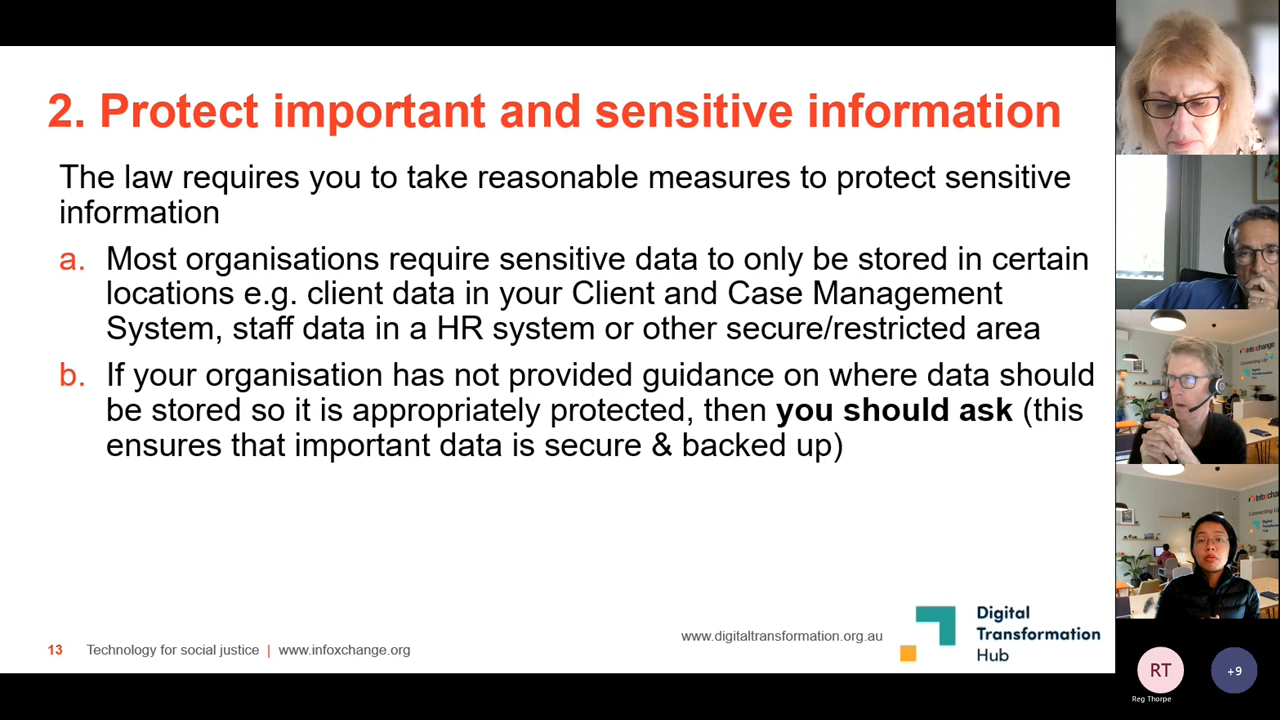 2. Protect important and sensitive information
The law requires you to take reasonable measures to protect sensitive
information
a. Most organisations require sensitive data to only be stored in certain
locations e.g. client data in your Client and Case Management
System, staff data in a HR system or other secure/restricted area
b. If your organisation has not provided guidance on where data should
be stored so it is appropriately protected, then you should ask (this
ensures that important data is secure & backed up)
13 Technology for social justice | www.infoxchange.org
www.digitaltransformation.org.au
Digital
Transformation
Hub
infoxchange
RT
Reg Thorpe
+9